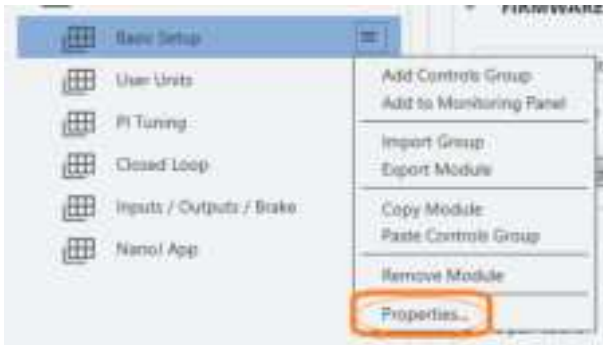 FIRMWARE
Basic Setup
User Units
PI Tuning
Closed Loop
Inputs / Outputs / Brake
NanoJ App
Add Controls Group
Add to Monitoring Panel
Import Group
Export Module
Copy Module
Paste Controls Group
Remove Module
Properties...